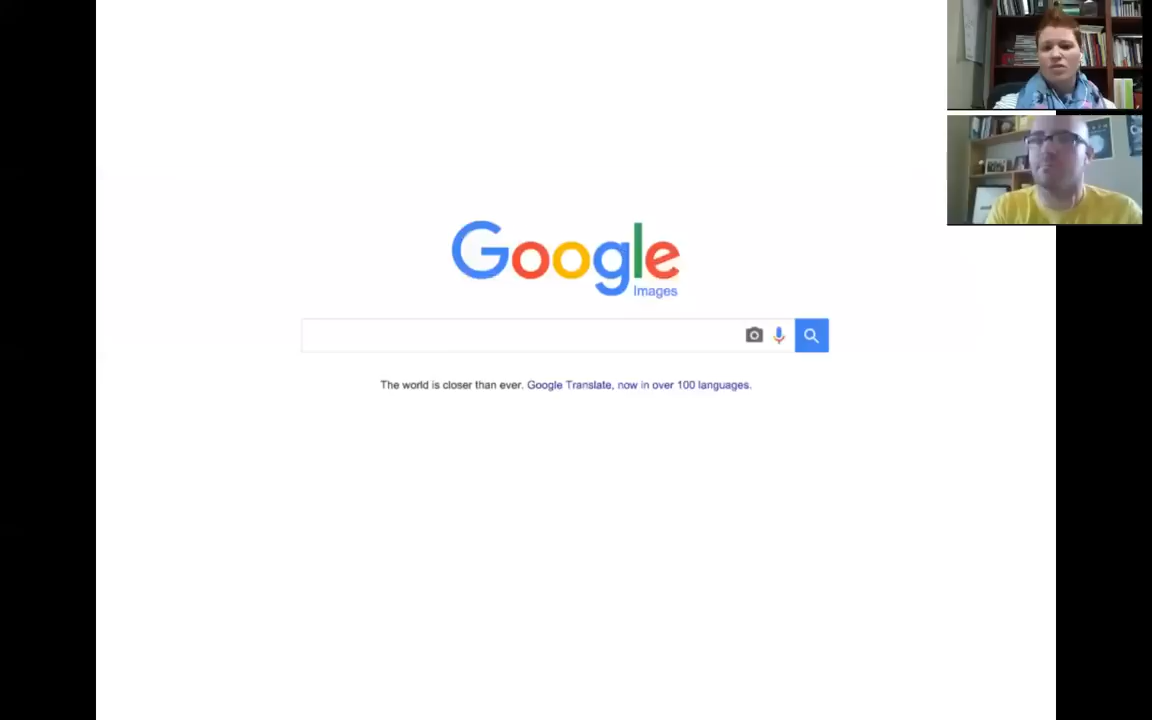 Google
Images
The world is closer than ever. Google Translate, now in over 100 languages.